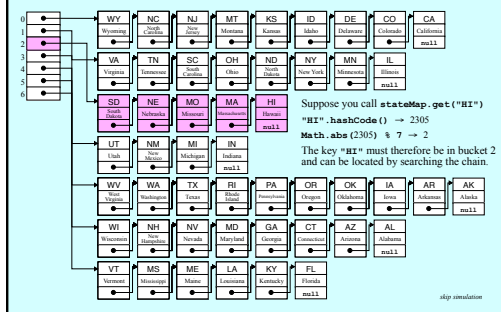 0
1
2
3
4
5
6
WY NC NJ MT KS ID DE CO CA
Wyoming North Carolina New Jersey Montana Kansas Idaho Delaware Colorado California
null
VA TN SC OH ND NY MN IL
Virginia Tennessee South Carolina Ohio North Dakota New York Minnesota Illinois
null
SD NE MO MA HI
South Dakota Nebraska Missouri Massachusetts Hawaii
null
Suppose you call stateMap.get("HI")
"HI".hashCode() → 2305
Math.abs(2305) % 7 → 2
The key "HI" must therefore be in bucket 2
and can be located by searching the chain.
UT NM MI IN
Utah New Mexico Michigan Indiana
null
WV WA TX RI PA OR OK IA AR AK
West Virginia Washington Texas Rhode Island Pennsylvania Oregon Oklahoma Iowa Arkansas Alaska
null
WI NH NV MD GA CT AZ AL
Wisconsin New Hampshire Nevada Maryland Georgia Connecticut Arizona Alabama
null
VT MS ME LA KY FL
Vermont Mississippi Maine Louisiana Kentucky Florida
null
skip simulation